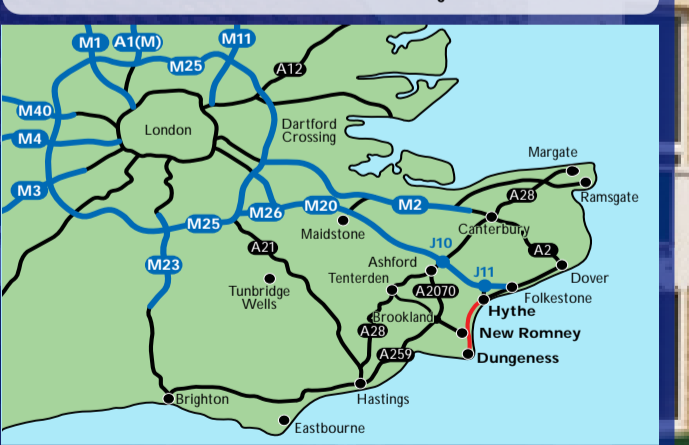 M1
A1(M)
M11
M25
A12
M40
London
Dartford
Crossing
M4
Margate
M3
A28
Ramsgate
M26
M20
M2
M25
Maidstone
Canterbury
A21
J10
A2
M23
Ashford
J11
Dover
Tenterden
Tunbridge
Wells
A2070
Folkestone
Hythe
Brookland
A28
New Romney
A259
Dungeness
Brighton
Hastings
Eastbourne